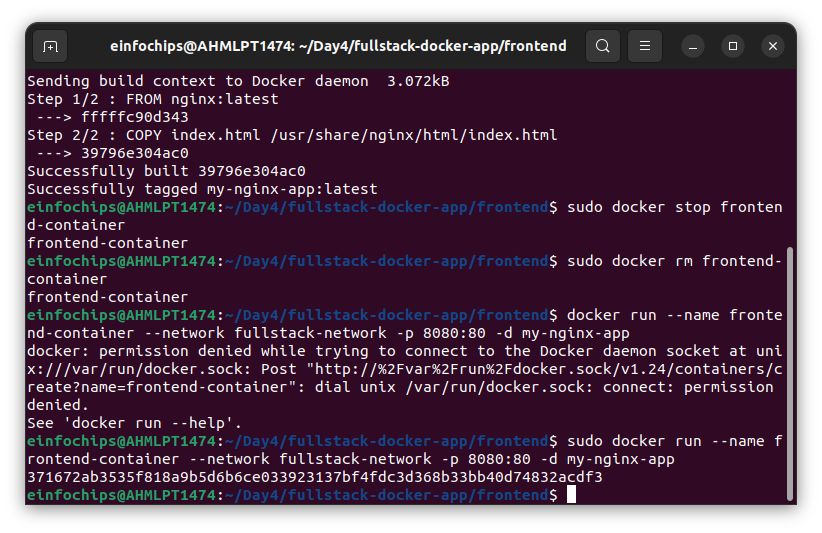 einfochips@AHMLPT1474: ~/Day4/fullstack-docker-app/frontend
Sending build context to Docker daemon  3.072kB
Step 1/2 : FROM nginx:latest
 ---> fffffc90d343
Step 2/2 : COPY index.html /usr/share/nginx/html/index.html
 ---> 39796e304ac0
Successfully built 39796e304ac0
Successfully tagged my-nginx-app:latest
einfochips@AHMLPT1474:~/Day4/fullstack-docker-app/frontend$ sudo docker stop fronten
d-container
frontend-container
einfochips@AHMLPT1474:~/Day4/fullstack-docker-app/frontend$ sudo docker rm frontend-
container
frontend-container
einfochips@AHMLPT1474:~/Day4/fullstack-docker-app/frontend$ docker run --name fronte
nd-container --network fullstack-network -p 8080:80 -d my-nginx-app
docker: permission denied while trying to connect to the Docker daemon socket at uni
x:///var/run/docker.sock: Post "http://%2Fvar%2Frun%2Fdocker.sock/v1.24/containers/c
reate?name=frontend-container": dial unix /var/run/docker.sock: connect: permission
denied.
See 'docker run --help'.
einfochips@AHMLPT1474:~/Day4/fullstack-docker-app/frontend$ sudo docker run --name f
rontend-container --network fullstack-network -p 8080:80 -d my-nginx-app
371672ab3535f818a9b5d6b6ce033923137bf4fdc3d368b33bb40d74832acdf3
einfochips@AHMLPT1474:~/Day4/fullstack-docker-app/frontend$